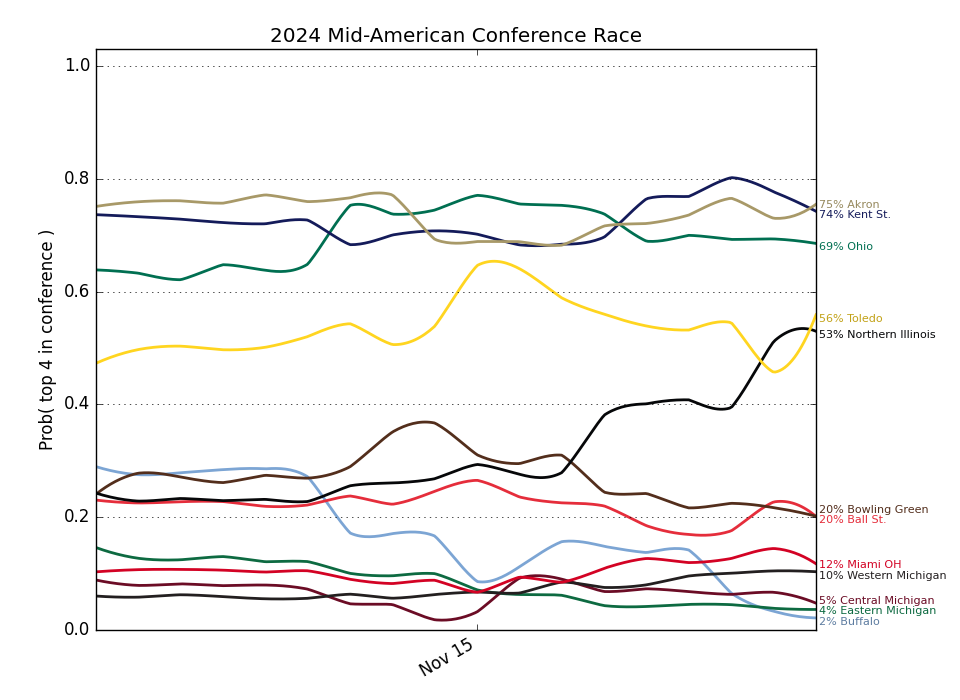 2024 Mid-American Conference Race
1.0
0.8
0.6
0.4
0.2
0.0
Prob( top 4 in conference )
Nov 15
75% Akron
74% Kent St.
69% Ohio
56% Toledo
53% Northern Illinois
20% Bowling Green
20% Ball St.
12% Miami OH
10% Western Michigan
5% Central Michigan
4% Eastern Michigan
2% Buffalo